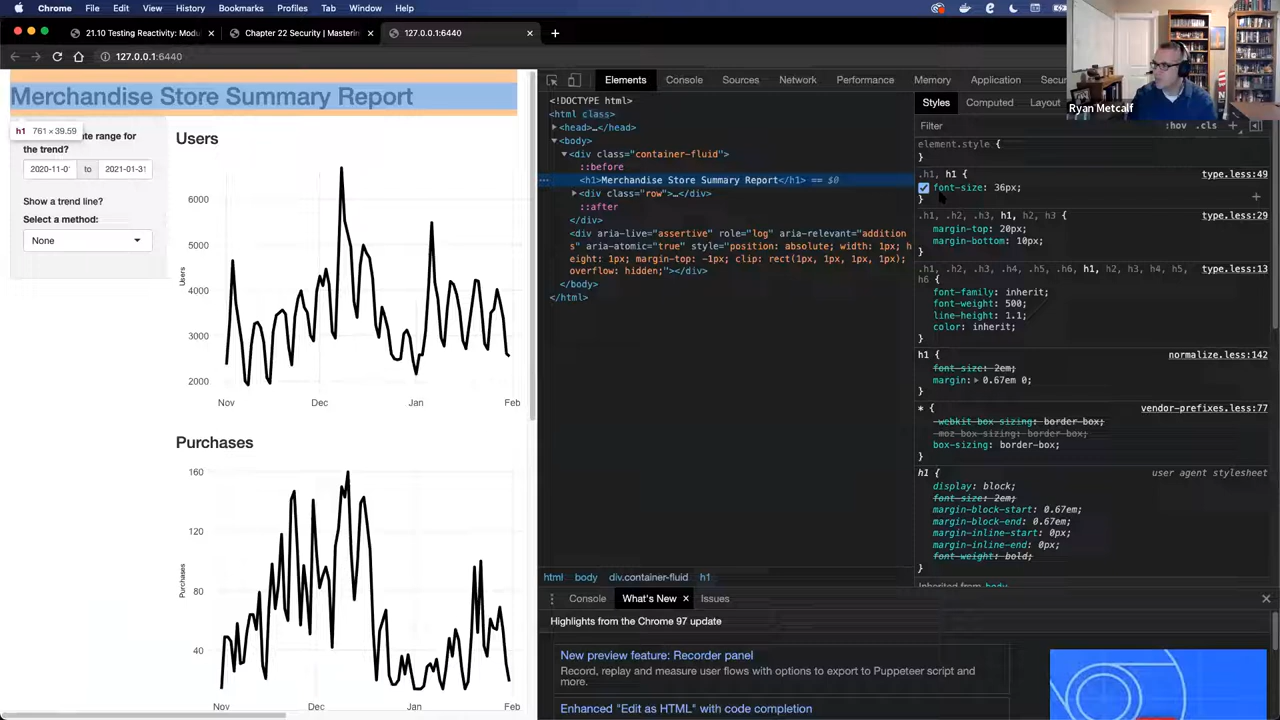 Chrome File Edit View History Bookmarks Profiles Tab Window Help
21.10 Testing Reactivity: Modu
Chapter 22 Security | Masterin
127.0.0.1:6440
127.0.0.1:6440
Merchandise Store Summary Report
h1 761 × 39.59
ate range for
the trend?
2020-11-0
to
2021-01-31
Show a trend line?
Select a method:
None
Users
6000
5000
4000
3000
2000
Users
Nov Dec Jan Feb
Purchases
160
120
80
40
Purchases
Nov Dec Jan Feb
Elements Console Sources Network Performance Memory Application Secu
<!DOCTYPE html>
<html class>
<head>…</head>
<body>
<div class="container-fluid">
::before
<h1>Merchandise Store Summary Report</h1> == $0
<div class="row">…</div>
::after
</div>
<div aria-live="assertive" role="log" aria-relevant="addition
s" aria-atomic="true" style="position: absolute; width: 1px; h
eight: 1px; margin-top: -1px; clip: rect(1px, 1px, 1px, 1px);
overflow: hidden;"></div>
</body>
</html>
html body div.container-fluid h1
Styles Computed Layout
Filter :hov .cls
element.style {
}
.h1, h1 { type.less:49
font-size: 36px;
}
.h1, .h2, .h3, h1, h2, h3 { type.less:29
margin-top: 20px;
margin-bottom: 10px;
}
.h1, .h2, .h3, .h4, .h5, .h6, h1, h2, h3, h4, h5, type.less:13
h6 {
font-family: inherit;
font-weight: 500;
line-height: 1.1;
color: inherit;
}
h1 { normalize.less:142
font-size: 2em;
margin: 0.67em 0;
}
* { vendor-prefixes.less:77
-webkit-box-sizing: border-box;
-moz-box-sizing: border-box;
box-sizing: border-box;
}
h1 { user agent stylesheet
display: block;
font-size: 2em;
margin-block-start: 0.67em;
margin-block-end: 0.67em;
margin-inline-start: 0px;
margin-inline-end: 0px;
font-weight: bold;
}
Inherited from body
Console What's New Issues
Highlights from the Chrome 97 update
New preview feature: Recorder panel
Record, replay and measure user flows with options to export to Puppeteer script and
more.
Enhanced "Edit as HTML" with code completion
Ryan Metcalf